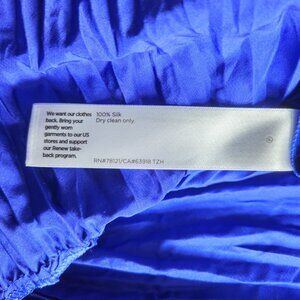 We want our clothes
back. Bring your
gently worn
garments to our US
stores and support
our Renew take-
back program.
100% Silk
Dry clean only.
RN#78121/CA#63918 TZH